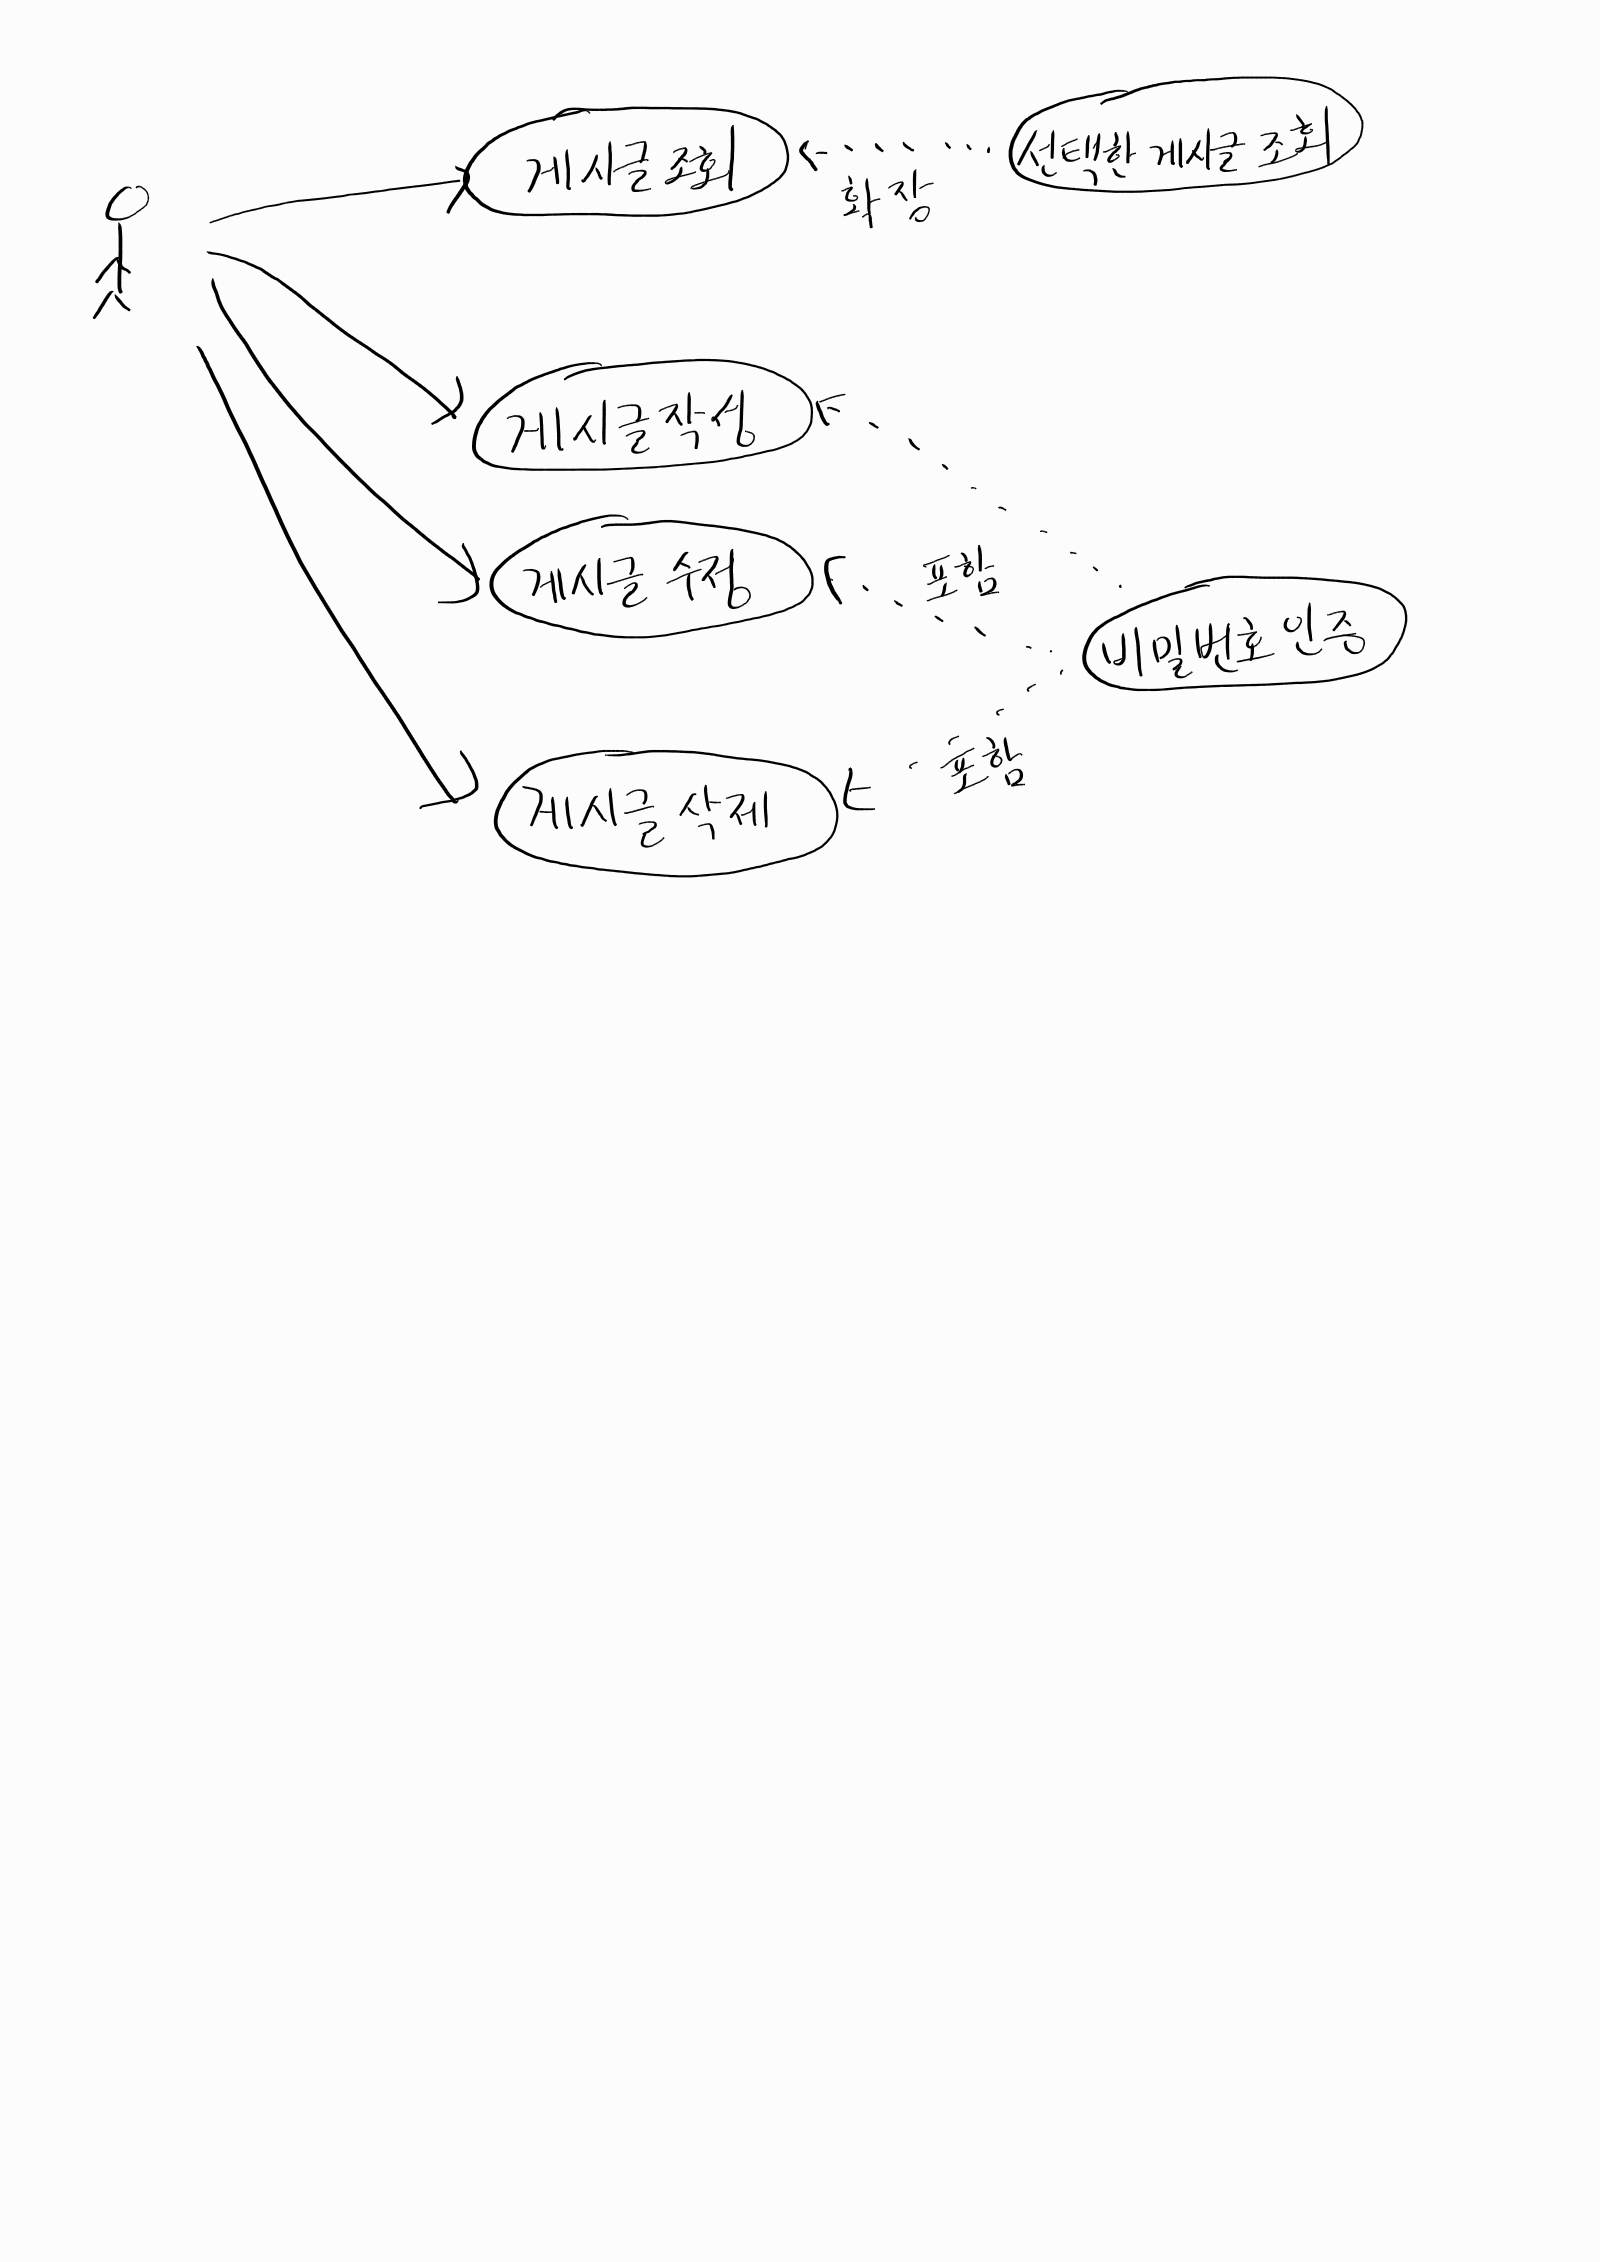 게시글 조회
선택한 게시글 조회
확장
게시글 작성
게시글 수정
포함
비밀번호 인증
포함
게시글 삭제